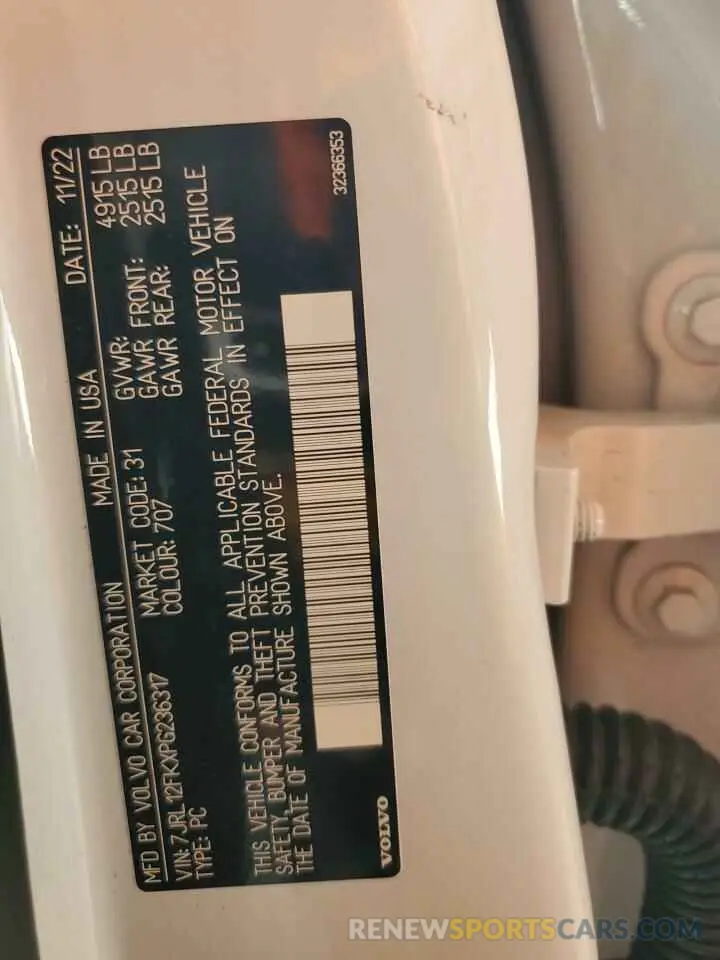 MFD BY VOLVO CAR CORPORATION MADE IN USA DATE: 11/22
VIN: 7JRL12FKXPG236317 MARKET CODE: 31 GVWR: 4915 LB
TYPE: PC COLOUR: 707 GAWR FRONT: 2515 LB
GAWR REAR: 2515 LB
THIS VEHICLE CONFORMS TO ALL APPLICABLE FEDERAL MOTOR VEHICLE
SAFETY, BUMPER AND THEFT PREVENTION STANDARDS IN EFFECT ON
THE DATE OF MANUFACTURE SHOWN ABOVE.
VOLVO 32366353
RENEWSPORTSCARS.COM